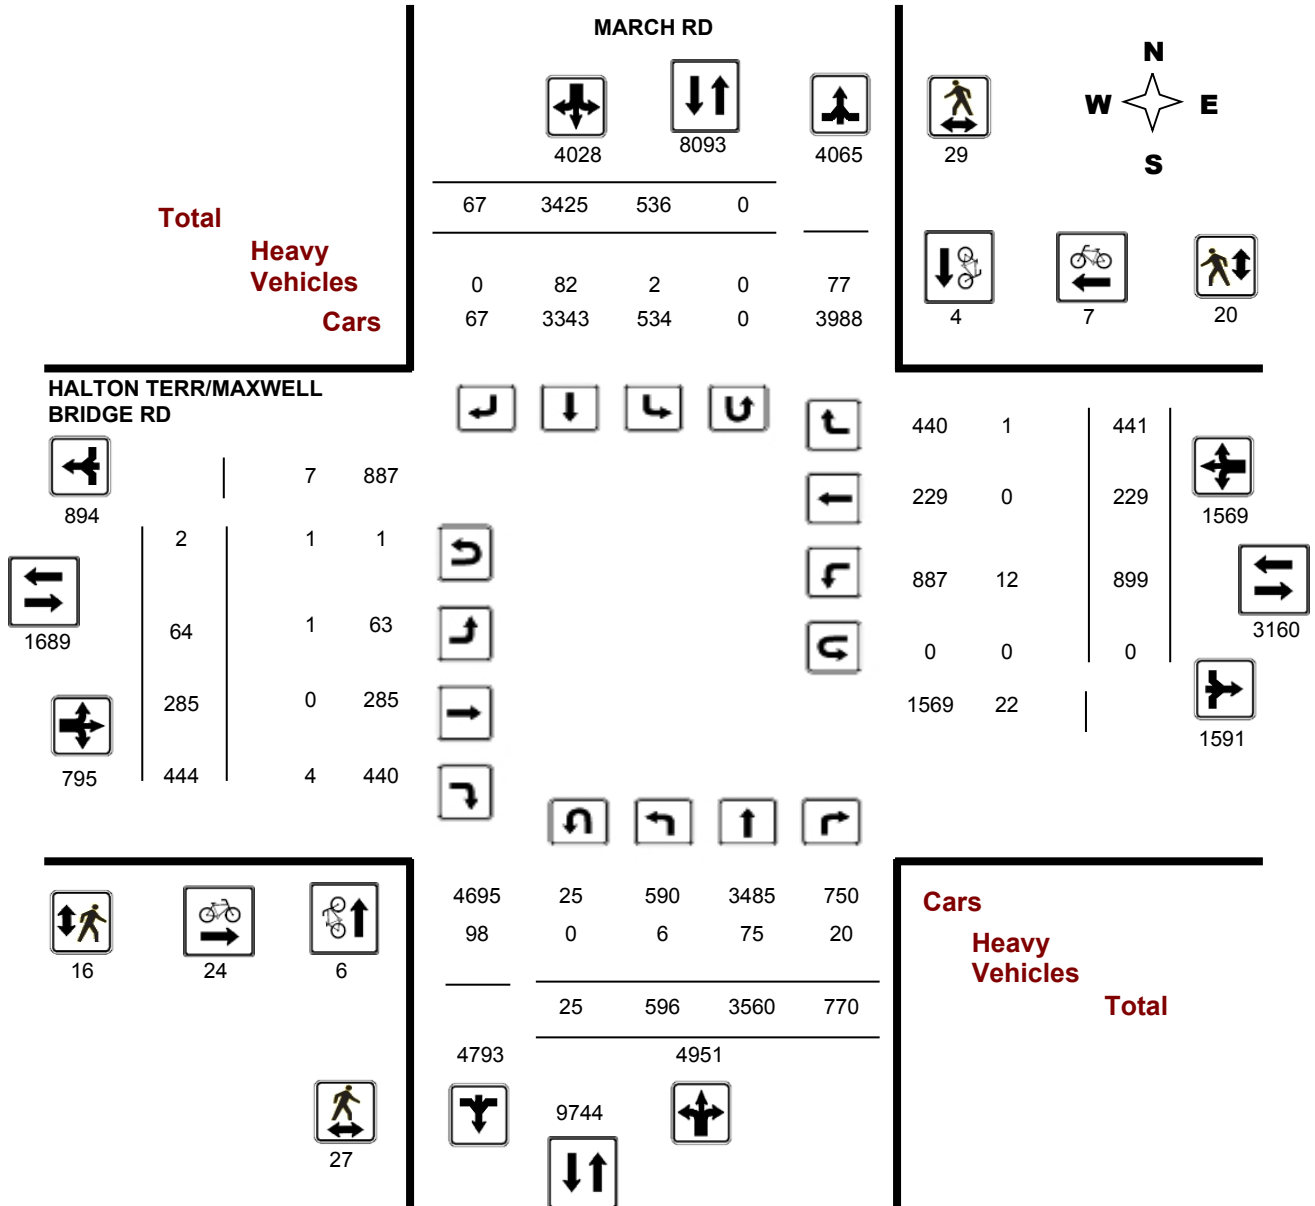 MARCH RD
N
W E
S
4028 8093 4065 29
67 3425 536 0
Total
Heavy
Vehicles
0 82 2 0 77
Cars
67 3343 534 0 3988
4 7 20
HALTON TERR/MAXWELL
BRIDGE RD
440 1 441
7 887
894
229 0 229
1569
2 1 1
887 12 899
1689
64 1 63
3160
0 0 0
285 0 285
1569 22
1591
795
444 4 440
4695 25 590 3485 750
Cars
98 0 6 75 20
Heavy
Vehicles
16 24 6
25 596 3560 770
Total
4793 4951
9744
27